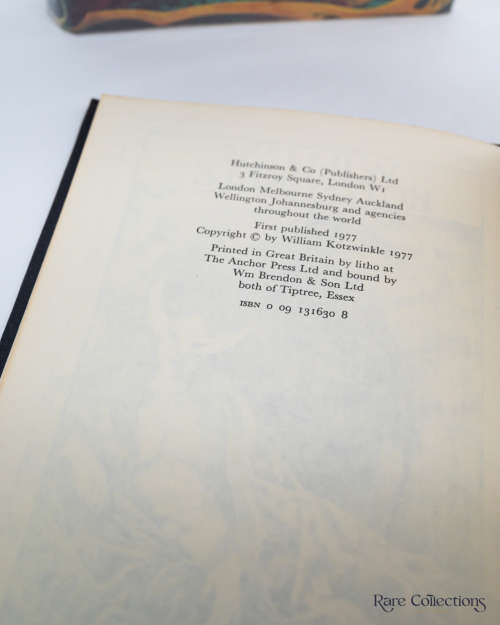 Hutchinson & Co (Publishers) Ltd
3 Fitzroy Square, London W1
London Melbourne Sydney Auckland
Wellington Johannesburg and agencies
throughout the world
First published 1977
Copyright © by William Kotzwinkle 1977
Printed in Great Britain by litho at
The Anchor Press Ltd and bound by
Wm Brendon & Son Ltd
both of Tiptree, Essex
ISBN 0 09 131630 8
Rare Collections